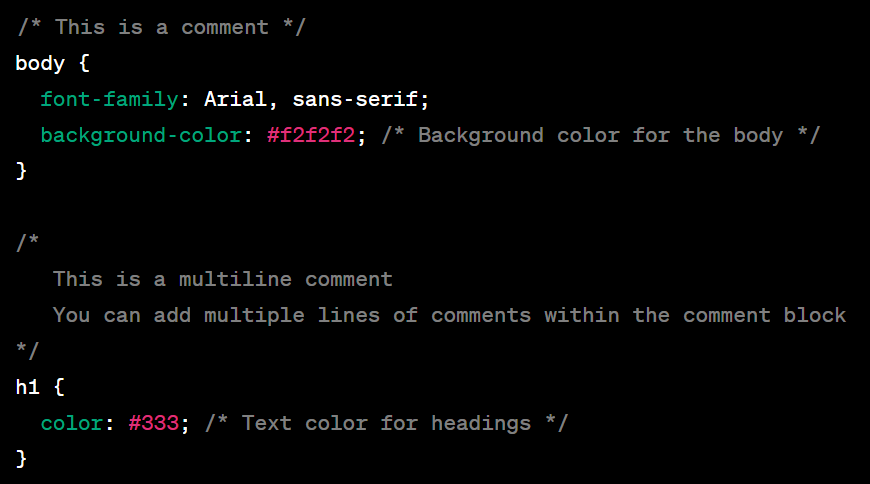 /* This is a comment */
body {
  font-family: Arial, sans-serif;
  background-color: #f2f2f2; /* Background color for the body */
}

/*
   This is a multiline comment
   You can add multiple lines of comments within the comment block
*/
h1 {
  color: #333; /* Text color for headings */
}